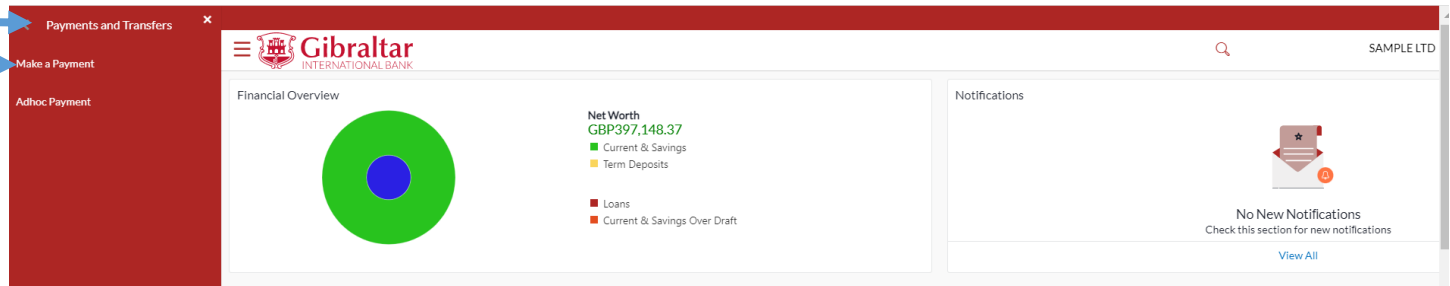 Payments and Transfers
×
Make a Payment
Adhoc Payment
Gibraltar
INTERNATIONAL BANK
SAMPLE LTD
Financial Overview
Net Worth
GBP397,148.37
Current & Savings
Term Deposits
Loans
Current & Savings Over Draft
Notifications
No New Notifications
Check this section for new notifications
View All